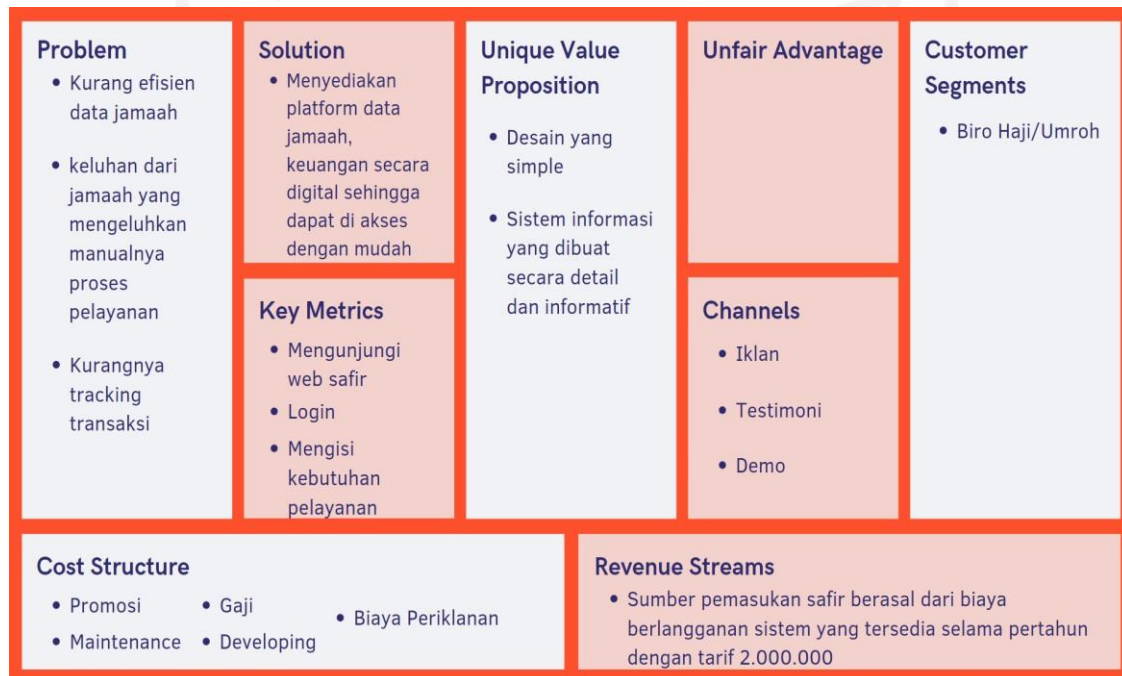 Problem
• Kurang efisien
data jamaah
• keluhan dari
jamaah yang
mengeluhkan
manualnya
proses
pelayanan
• Kurangnya
tracking
transaksi
Solution
• Menyediakan
platform data
jamaah,
keuangan secara
digital sehingga
dapat di akses
dengan mudah
Key Metrics
• Mengunjungi
web safir
• Login
• Mengisi
kebutuhan
pelayanan
Unique Value
Proposition
• Desain yang
simple
• Sistem informasi
yang dibuat
secara detail
dan informatif
Unfair Advantage
Channels
• Iklan
• Testimoni
• Demo
Customer
Segments
• Biro Haji/Umroh
Cost Structure
• Promosi
• Maintenance
• Gaji
• Developing
• Biaya Periklanan
Revenue Streams
• Sumber pemasukan safir berasal dari biaya
berlangganan sistem yang tersedia selama pertahun
dengan tarif 2.000.000